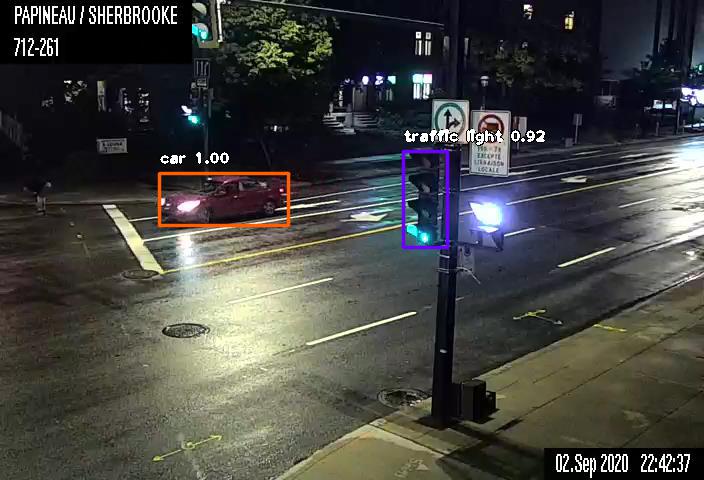 PAPINEAU / SHERBROOKE
712-261
traffic light 0.92
car 1.00
EXCEPTÉ
LIVRAISON
LOCALE
02.Sep 2020 22:42:37